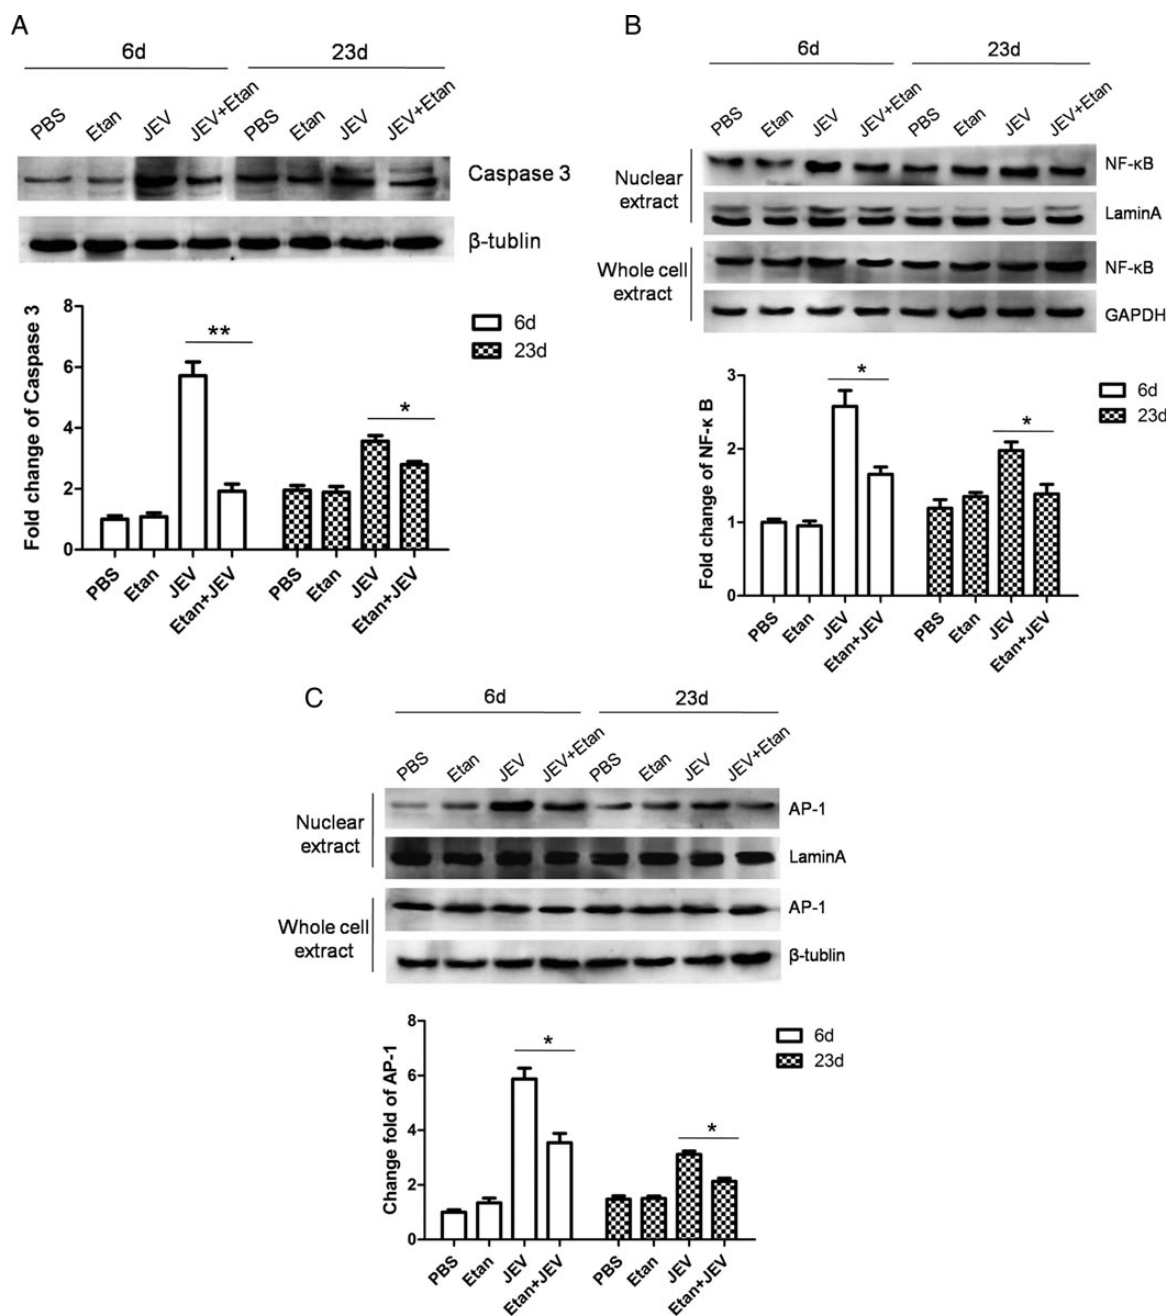 A
6d 23d
PBS Etan JEV JEV+Etan PBS Etan JEV JEV+Etan
Caspase 3
β-tublin
Fold change of Caspase 3
8
6
4
2
0
** *
6d
23d
PBS Etan JEV Etan+JEV PBS Etan JEV Etan+JEV
B
6d 23d
PBS Etan JEV JEV+Etan PBS Etan JEV JEV+Etan
Nuclear
extract
NF-κB
LaminA
Whole cell
extract
NF-κB
GAPDH
Fold change of NF-κ B
3
2
1
0
* *
6d
23d
PBS Etan JEV Etan+JEV PBS Etan JEV Etan+JEV
C
6d 23d
PBS Etan JEV JEV+Etan PBS Etan JEV JEV+Etan
Nuclear
extract
AP-1
LaminA
Whole cell
extract
AP-1
β-tublin
Change fold of AP-1
8
6
4
2
0
* *
6d
23d
PBS Etan JEV Etan+JEV PBS Etan JEV Etan+JEV